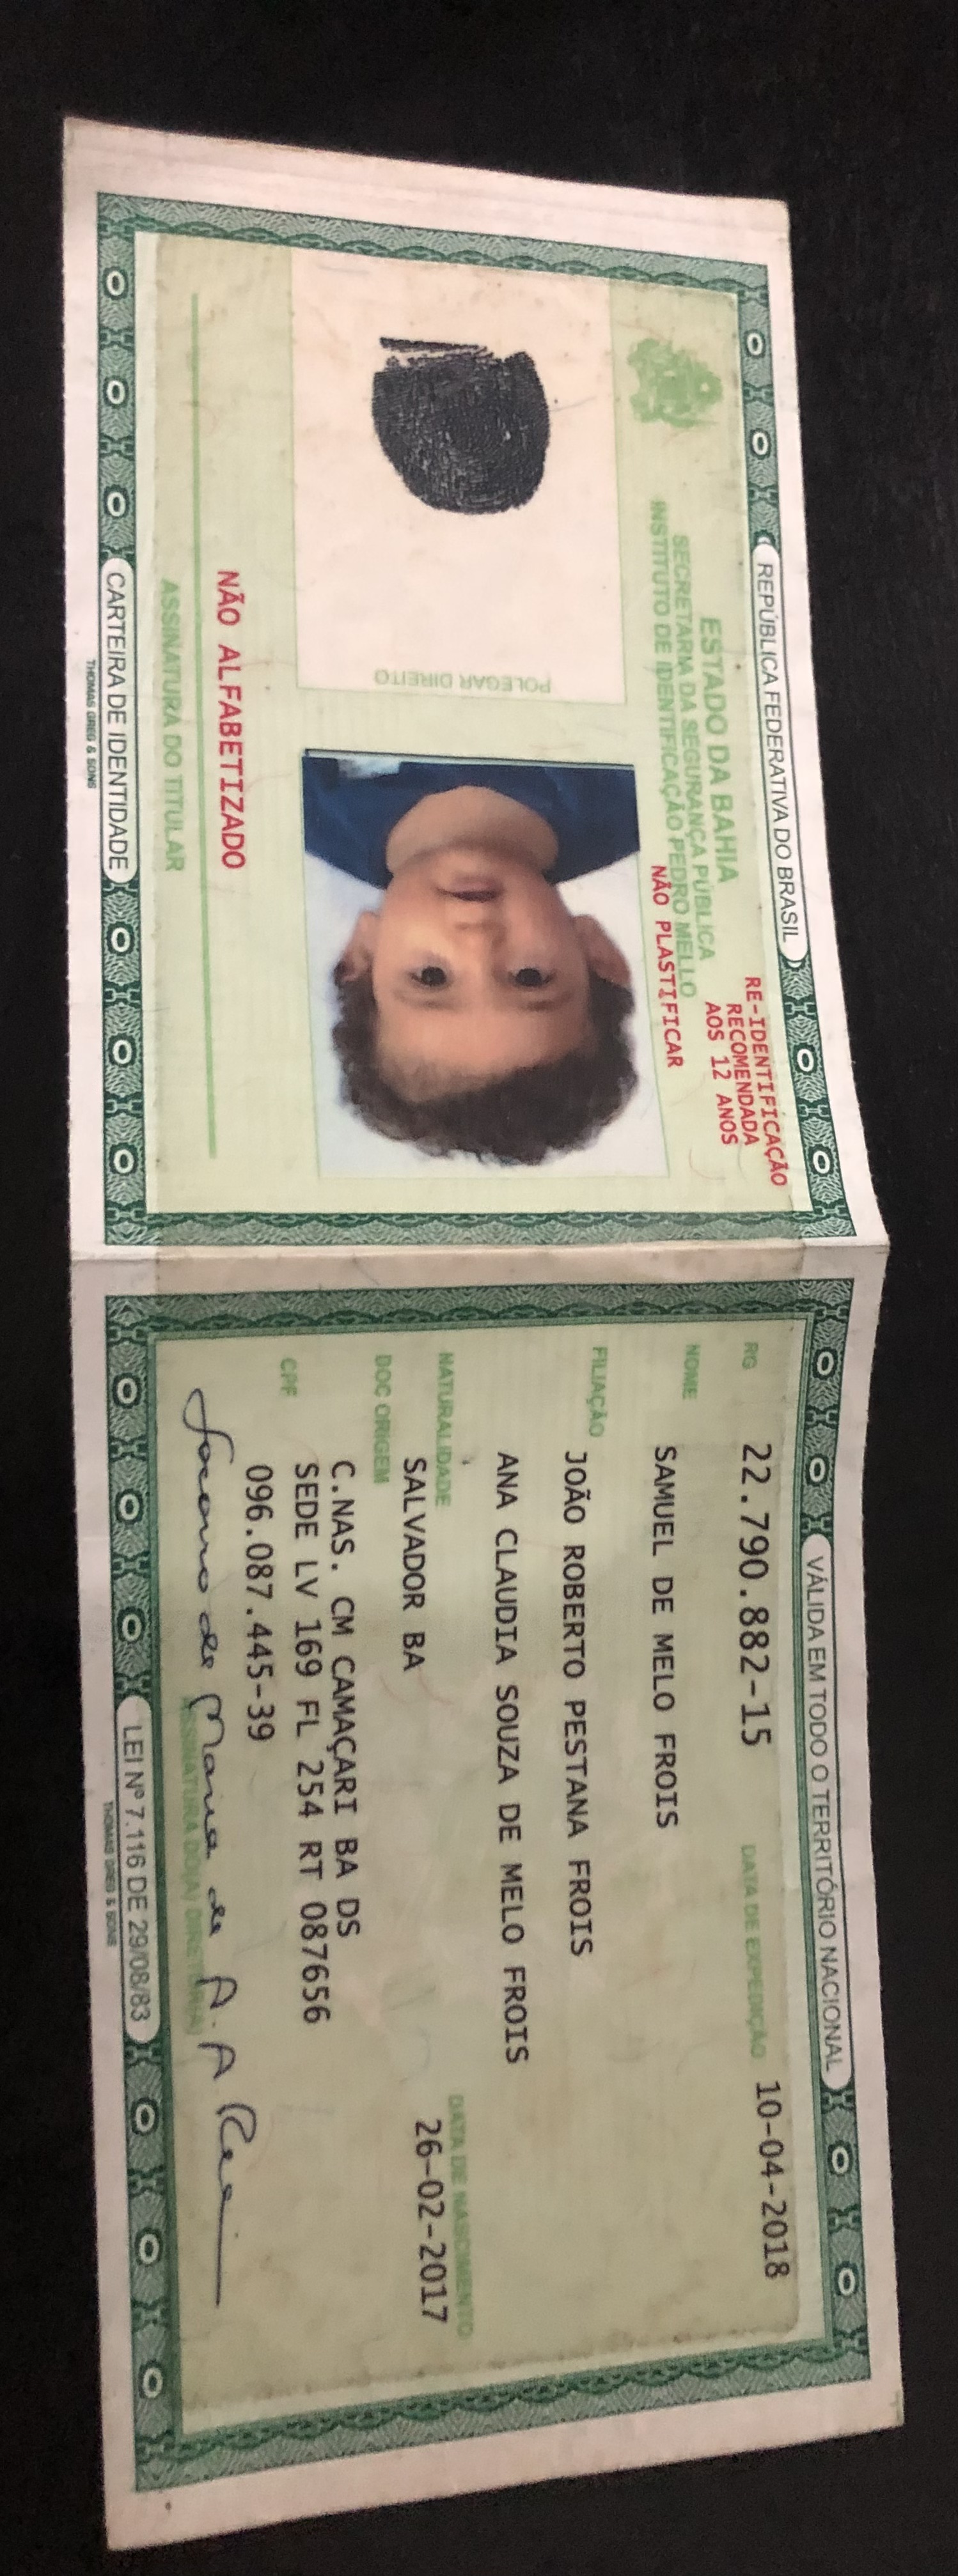 REPÚBLICA FEDERATIVA DO BRASIL
RE-IDENTIFICAÇÃO
RECOMENDADA
AOS 12 ANOS
ESTADO DA BAHIA
SECRETARIA DA SEGURANÇA PÚBLICA
INSTITUTO DE IDENTIFICAÇÃO PEDRO MELLO
NÃO PLASTIFICAR
POLEGAR DIREITO
NÃO ALFABETIZADO
ASSINATURA DO TITULAR
CARTEIRA DE IDENTIDADE
THOMAS GREG & SONS
VÁLIDA EM TODO O TERRITÓRIO NACIONAL
RG 22.790.882-15 DATA DE EXPEDIÇÃO 10-04-2018
NOME SAMUEL DE MELO FROIS
FILIAÇÃO JOÃO ROBERTO PESTANA FROIS
ANA CLAUDIA SOUZA DE MELO FROIS
NATURALIDADE DATA DE NASCIMENTO
SALVADOR BA 26-02-2017
DOC ORIGEM C.NAS. CM CAMAÇARI BA DS
SEDE LV 169 FL 254 RT 087656
CPF 096.087.445-39
de Maria de A. A
ASSINATURA DO(A) DIRETOR(A)
LEI Nº 7.116 DE 29/08/83
THOMAS GREG & SONS